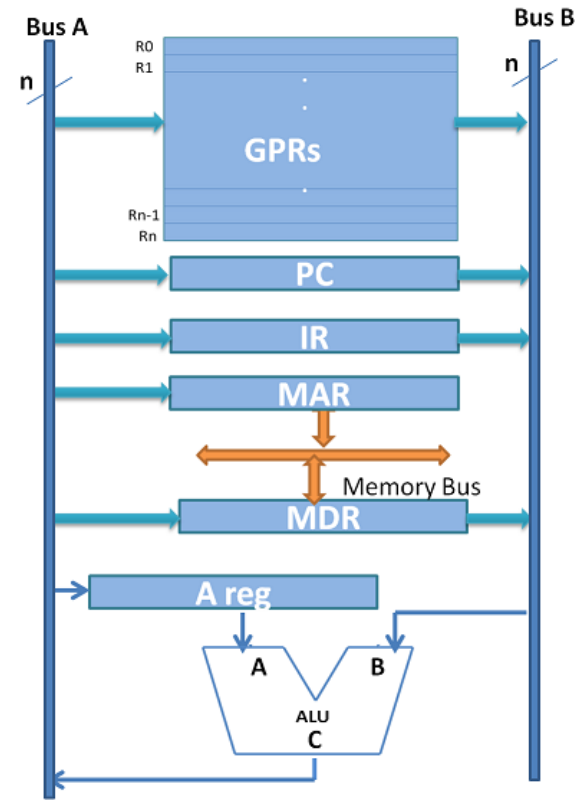 Bus A
Bus B
n
n
R0
R1
GPRs
Rn-1
Rn
PC
IR
MAR
Memory Bus
MDR
A reg
A
B
ALU
C